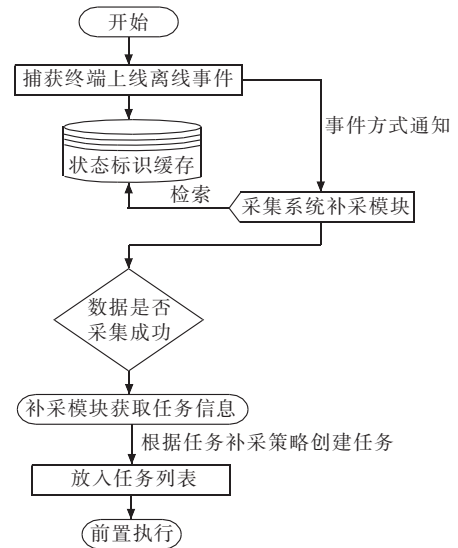 开始
捕获终端上线离线事件
事件方式通知
状态标识缓存
检索
采集系统补采模块
数据是否
采集成功
补采模块获取任务信息
根据任务补采策略创建任务
放入任务列表
前置执行